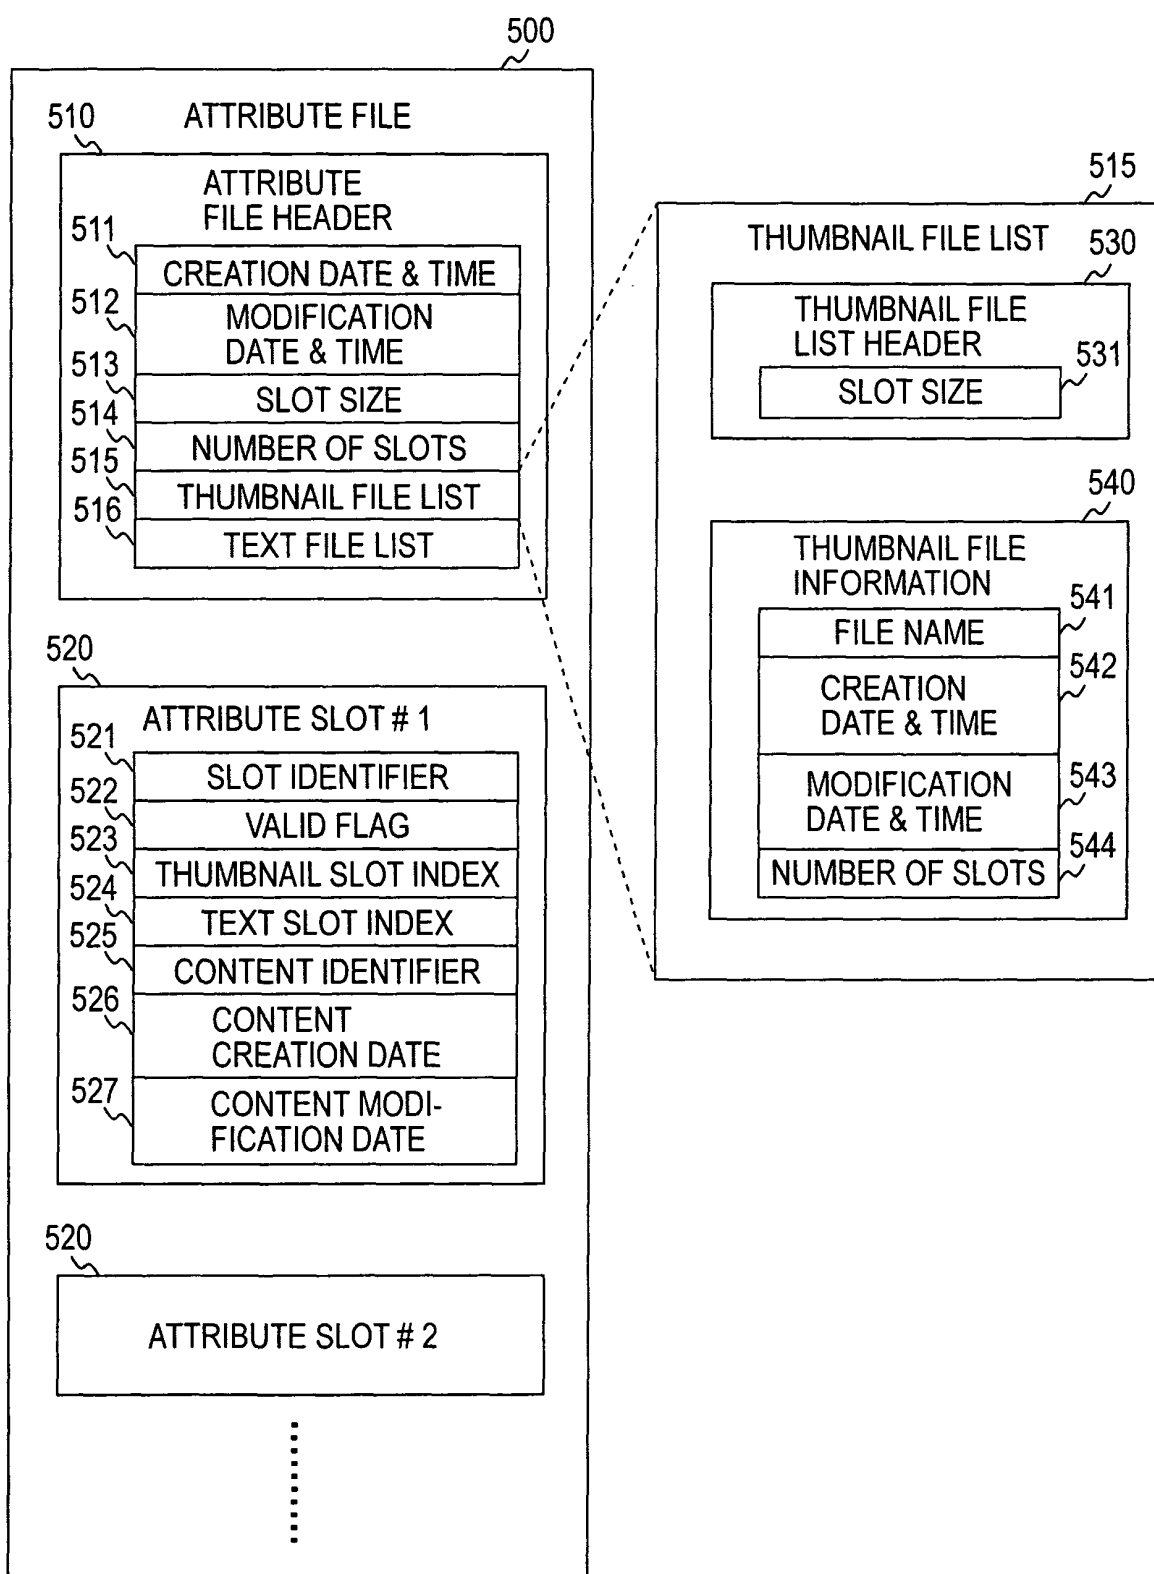 500
ATTRIBUTE FILE
510
ATTRIBUTE
FILE HEADER
511
CREATION DATE & TIME
512
MODIFICATION
DATE & TIME
513
SLOT SIZE
514
NUMBER OF SLOTS
515
THUMBNAIL FILE LIST
516
TEXT FILE LIST
520
ATTRIBUTE SLOT # 1
521
SLOT IDENTIFIER
522
VALID FLAG
523
THUMBNAIL SLOT INDEX
524
TEXT SLOT INDEX
525
CONTENT IDENTIFIER
526
CONTENT
CREATION DATE
527
CONTENT MODI-
FICATION DATE
520
ATTRIBUTE SLOT # 2
515
THUMBNAIL FILE LIST
530
THUMBNAIL FILE
LIST HEADER
531
SLOT SIZE
540
THUMBNAIL FILE
INFORMATION
541
FILE NAME
542
CREATION
DATE & TIME
543
MODIFICATION
DATE & TIME
544
NUMBER OF SLOTS